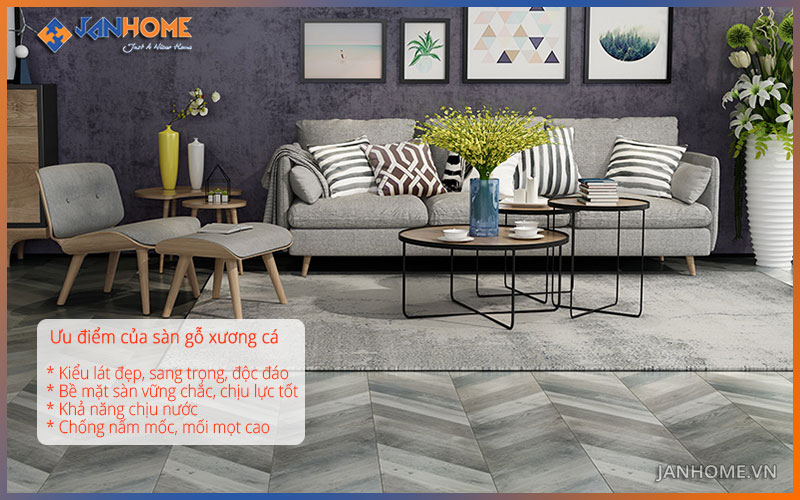 JANHOME
Just A Wiser Home
Ưu điểm của sàn gỗ xương cá
* Kiểu lát đẹp, sang trọng, độc đáo
* Bề mặt sàn vững chắc, chịu lực tốt
* Khả năng chịu nước
* Chống nấm mốc, mối mọt cao
JANHOME.VN